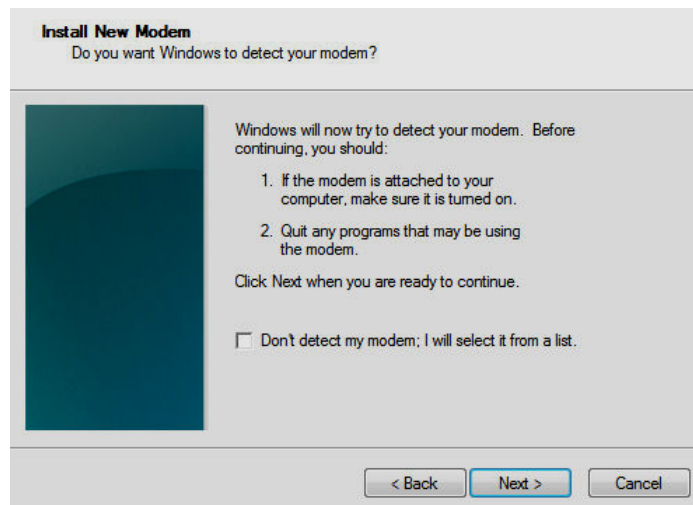 Install New Modem
Do you want Windows to detect your modem?
Windows will now try to detect your modem.  Before
continuing, you should:
1. If the modem is attached to your
computer, make sure it is turned on.
2. Quit any programs that may be using
the modem.
Click Next when you are ready to continue.
Don't detect my modem; I will select it from a list.
< Back
Next >
Cancel